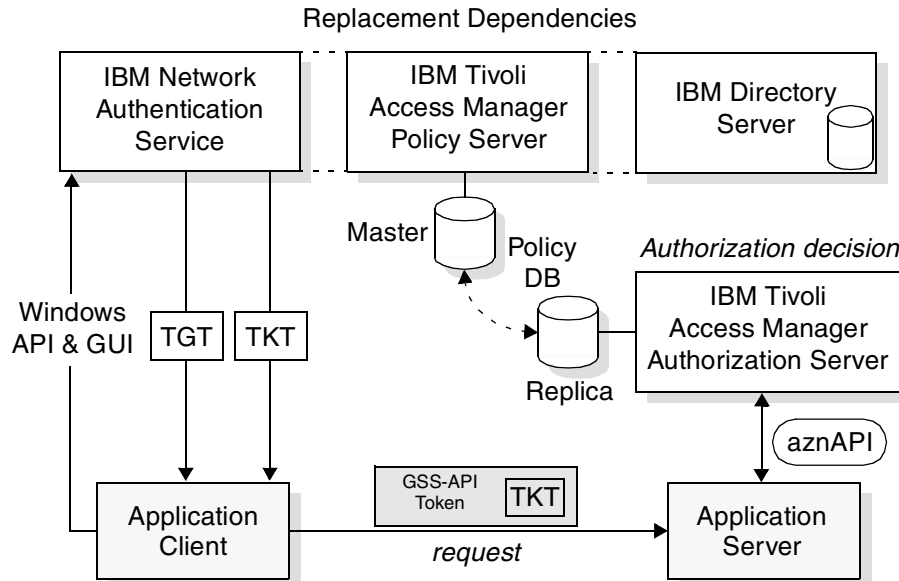 Replacement Dependencies
IBM Network
Authentication
Service
IBM Tivoli
Access Manager
Policy Server
IBM Directory
Server
Master
Policy
DB
Replica
Authorization decision
IBM Tivoli
Access Manager
Authorization Server
Windows
API & GUI
TGT
TKT
aznAPI
GSS-API
Token
TKT
request
Application
Client
Application
Server